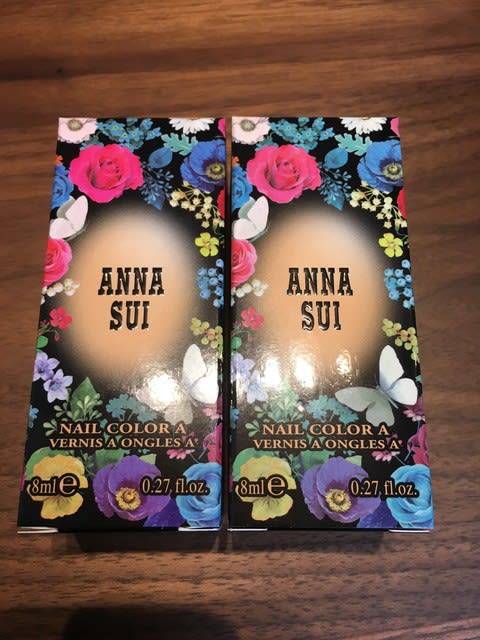 ANNA
SUI
NAIL COLOR A
VERNIS A ONGLES A
8ml e 0.27 fl.oz.
ANNA
SUI
NAIL COLOR A
VERNIS A ONGLES A
8ml e 0.27 fl.oz.